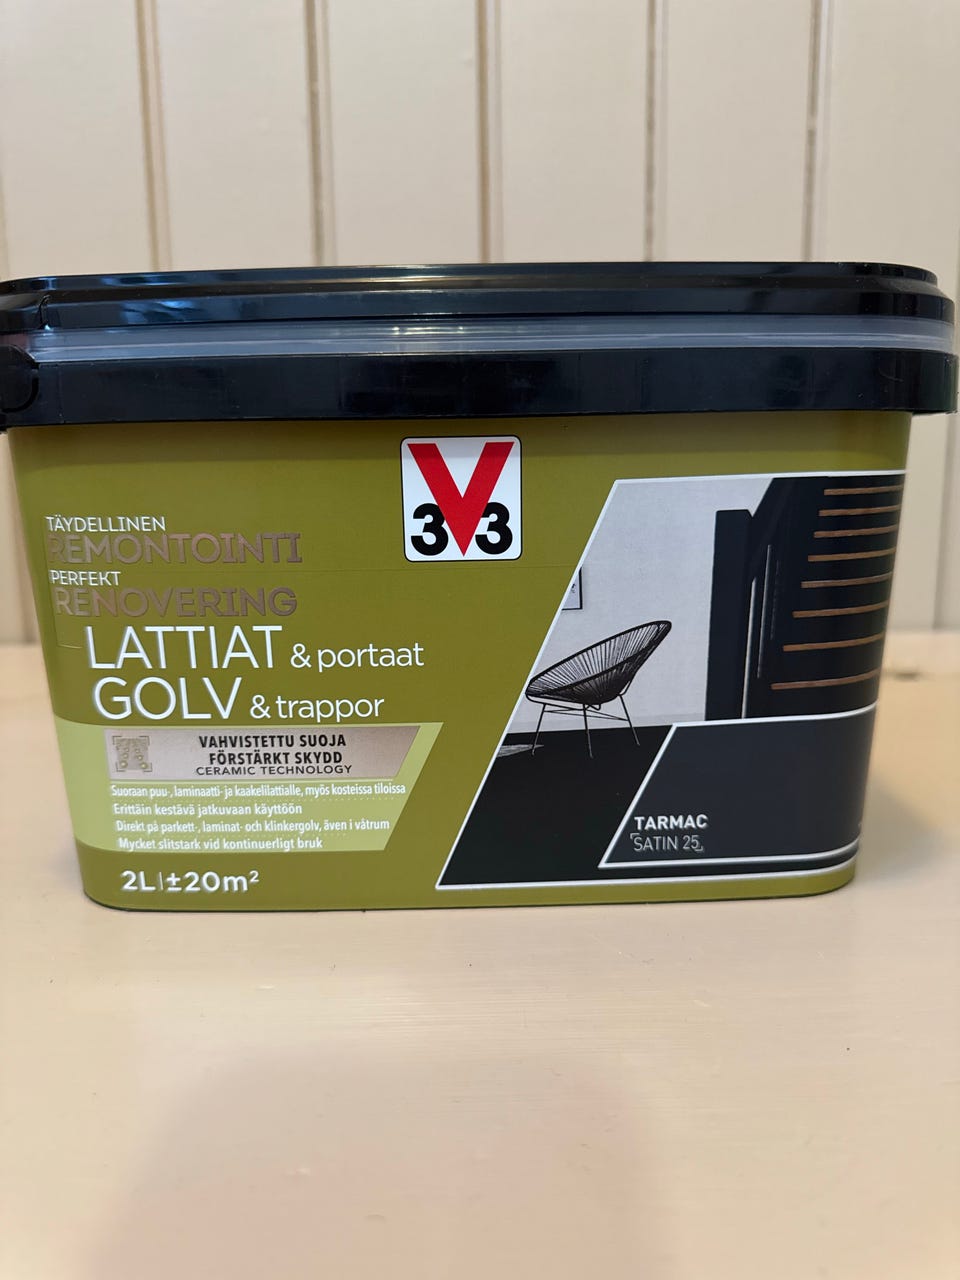 V
33
TÄYDELLINEN
REMONTOINTI
PERFEKT
RENOVERING
LATTIAT & portaat
GOLV & trappor
VAHVISTETTU SUOJA
FÖRSTÄRKT SKYDD
CERAMIC TECHNOLOGY
Suoraan puu-, laminaatti- ja kaakelilattialle, myös kosteissa tiloissa
Erittäin kestävä jatkuvaan käyttöön
Direkt på parkett-, laminat- och klinkergolv, även i våtrum
Mycket slitstark vid kontinuerligt bruk
2L | ±20m²
TARMAC
SATIN 25